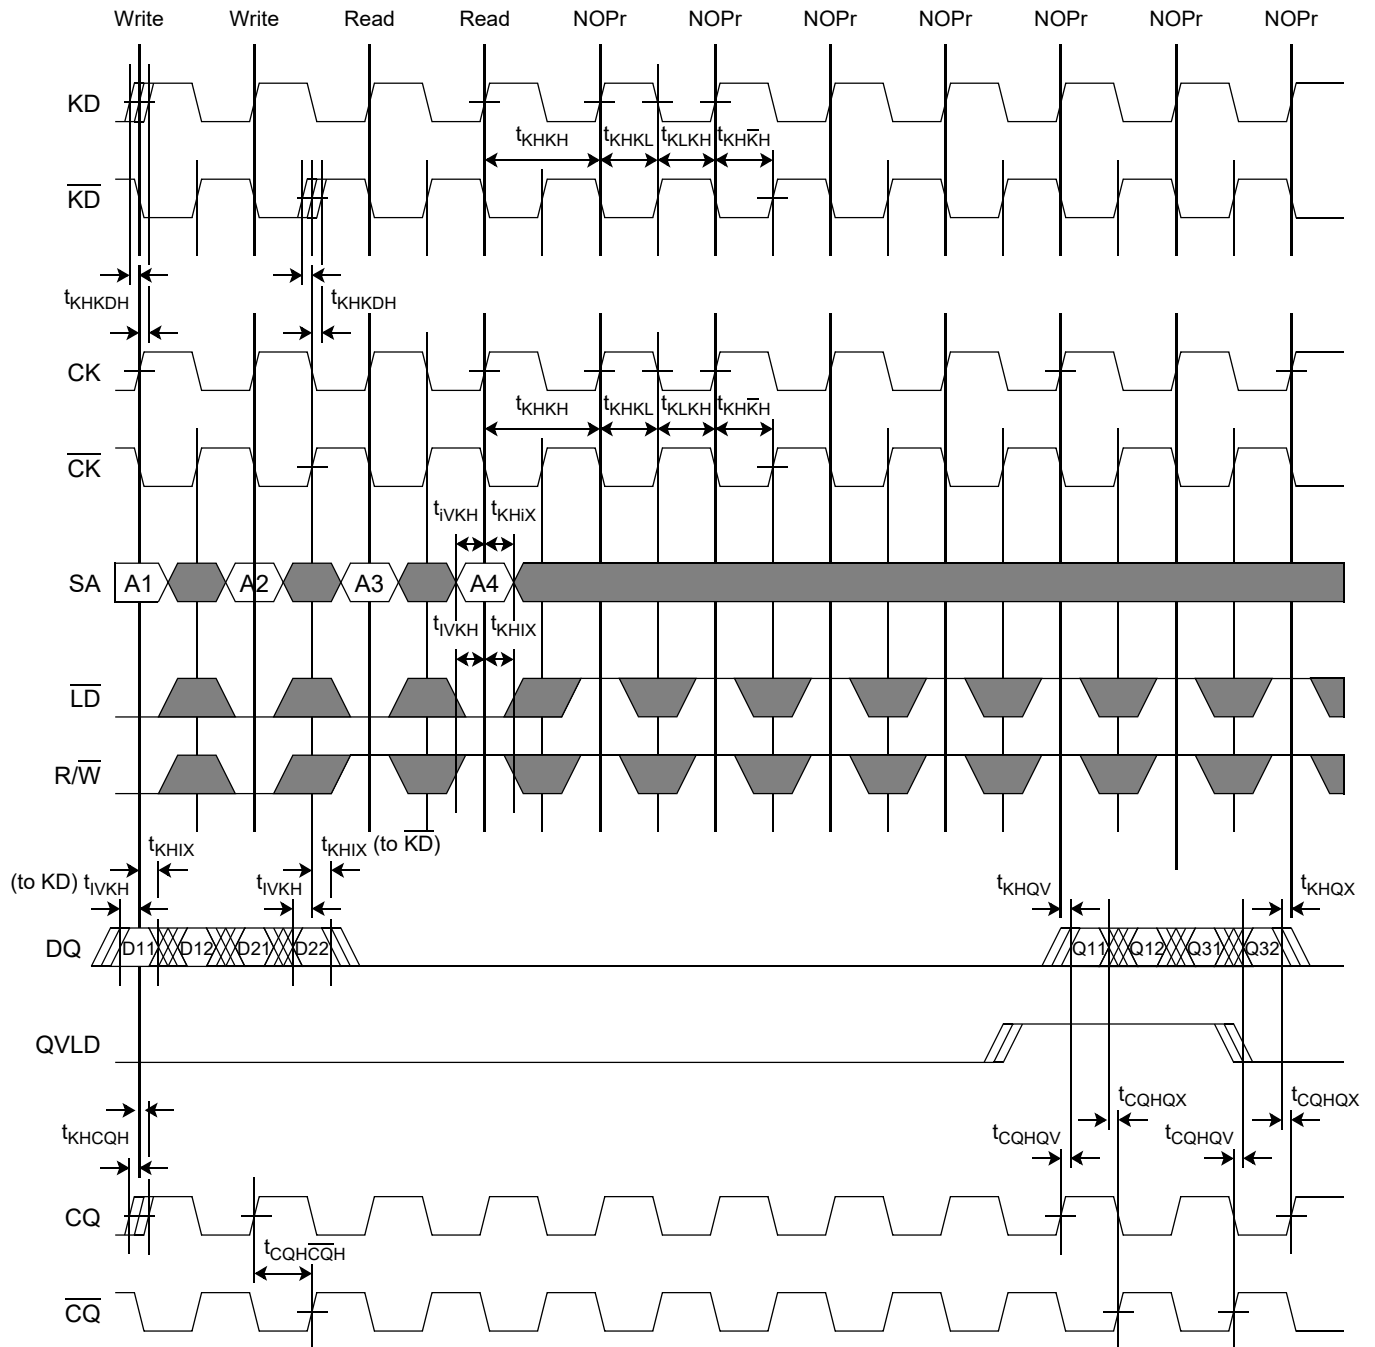 Write Write Read Read NOPr NOPr NOPr NOPr NOPr NOPr NOPr
KD
tKHKH tKHKL tKLKH tKHK̅H
K̅D̅
tKHKDH tKHKDH
CK
tKHKH tKHKL tKLKH tKHK̅H
C̅K̅
tiVKH tKHiX
SA A1 A2 A3 A4
tIVKH tKHIX
L̅D̅
R/W̅
tKHIX tKHIX (to K̅D̅)
(to KD) tIVKH tIVKH tKHQV tKHQX
DQ D11 D12 D21 D22 Q11 Q12 Q31 Q32
QVLD
tCQHQX tCQHQX
tKHCQH tCQHQV tCQHQV
CQ
tCQHC̅Q̅H
C̅Q̅